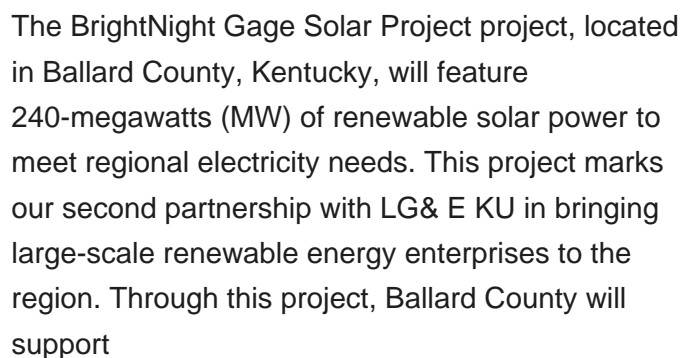 The BrightNight Gage Solar Project project, located
in Ballard County, Kentucky, will feature
240-megawatts (MW) of renewable solar power to
meet regional electricity needs. This project marks
our second partnership with LG& E KU in bringing
large-scale renewable energy enterprises to the
region. Through this project, Ballard County will
support